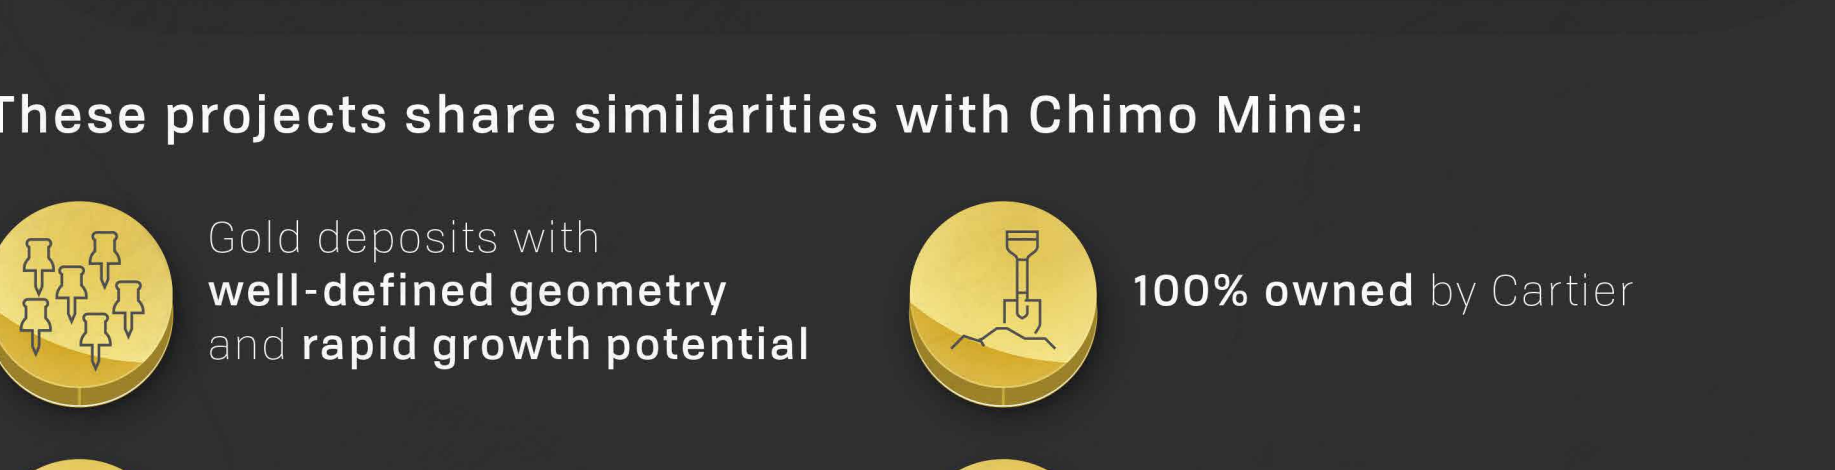 These projects share similarities with Chimo Mine:
Gold deposits with
well-defined geometry
and rapid growth potential
100% owned by Cartier